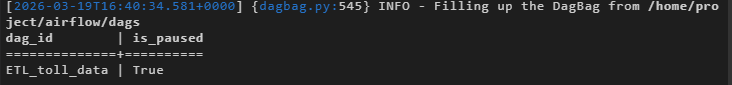 [2026-03-19T16:40:34.581+0000] {dagbag.py:545} INFO - Filling up the DagBag from /home/pro
ject/airflow/dags
dag_id        | is_paused
==============+==========
ETL_toll_data | True